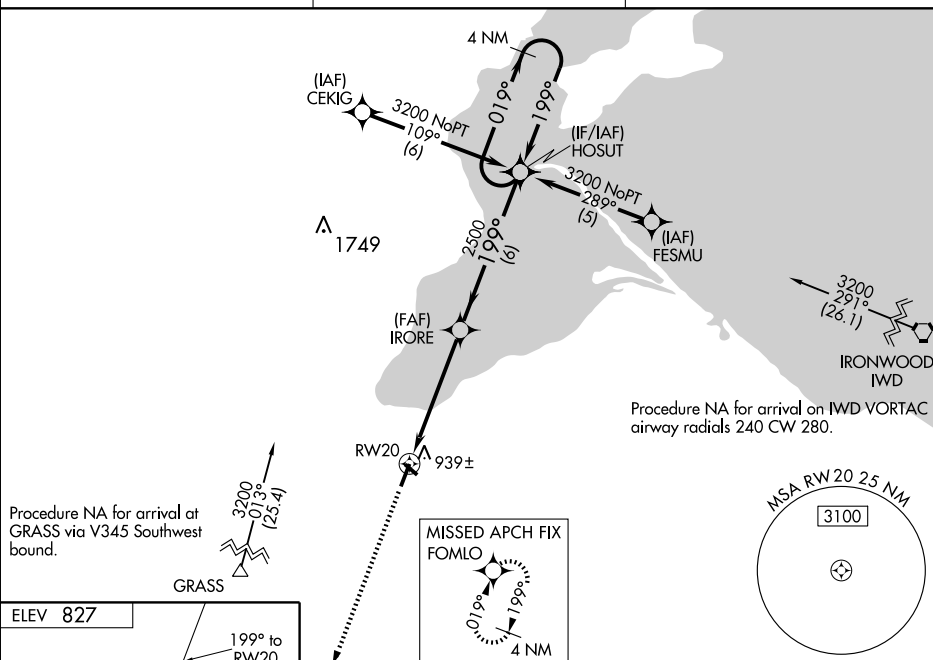 4 NM
(IAF)
CEKIG
3200 NoPT
109°
(6)
019°
199°
(IF/IAF)
HOSUT
3200 NoPT
289°
(5)
(IAF)
FESMU
1749
2500
199°
(6)
3200
291°
(26.1)
(FAF)
IRORE
IRONWOOD
IWD
Procedure NA for arrival on IWD VORTAC
airway radials 240 CW 280.
RW20
939±
MSA RW 20 25 NM
3100
3200
013°
(25.4)
Procedure NA for arrival at
GRASS via V345 Southwest
bound.
GRASS
MISSED APCH FIX
FOMLO
019°
199°
4 NM
ELEV 827
199° to
RW20